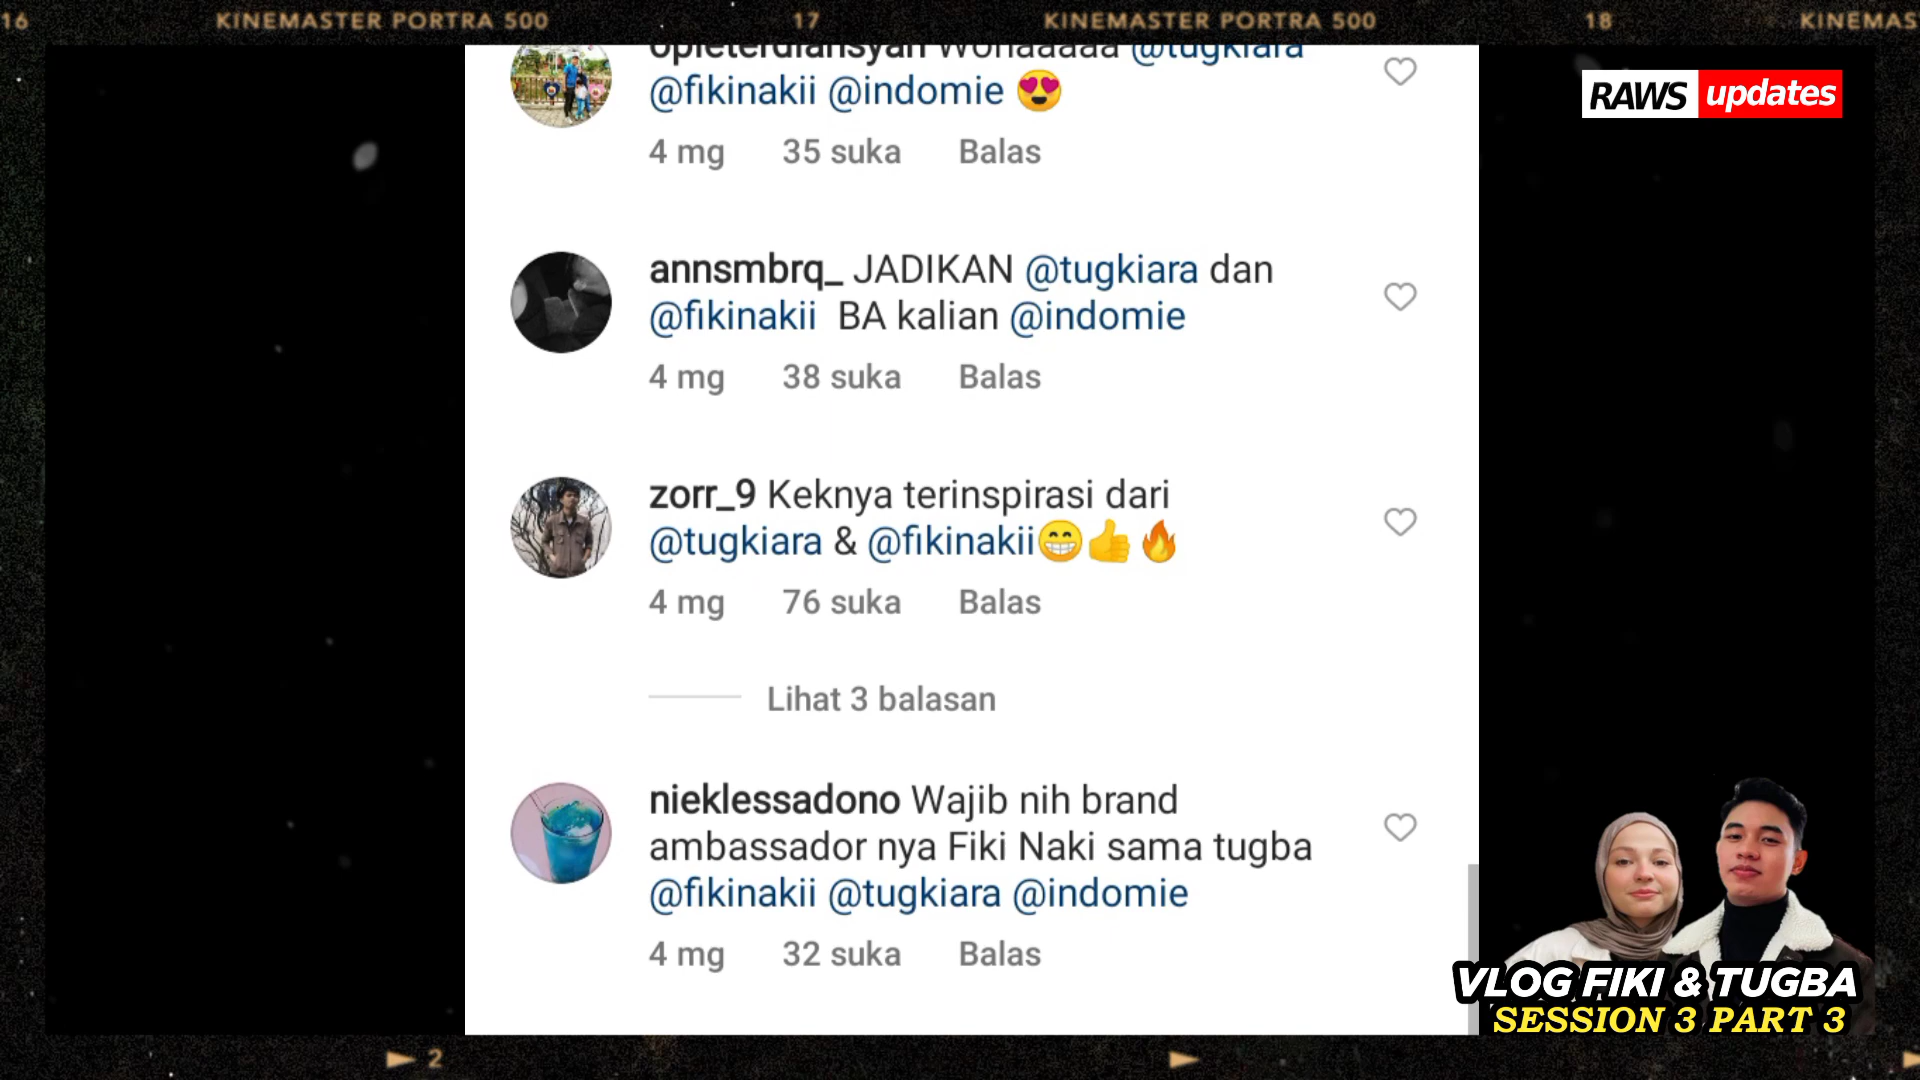 16 KINEMASTER PORTRA 500 17 KINEMASTER PORTRA 500 18 KINEMAS
RAWS updates
opieterdiansyah Wohaaaaa @tugkiara
@fikinakii @indomie 😍
4 mg 35 suka Balas
annsmbrq_ JADIKAN @tugkiara dan
@fikinakii BA kalian @indomie
4 mg 38 suka Balas
zorr_9 Keknya terinspirasi dari
@tugkiara & @fikinakii😁👍🔥
4 mg 76 suka Balas
Lihat 3 balasan
nieklessadono Wajib nih brand
ambassador nya Fiki Naki sama tugba
@fikinakii @tugkiara @indomie
4 mg 32 suka Balas
VLOG FIKI & TUGBA
SESSION 3 PART 3
2